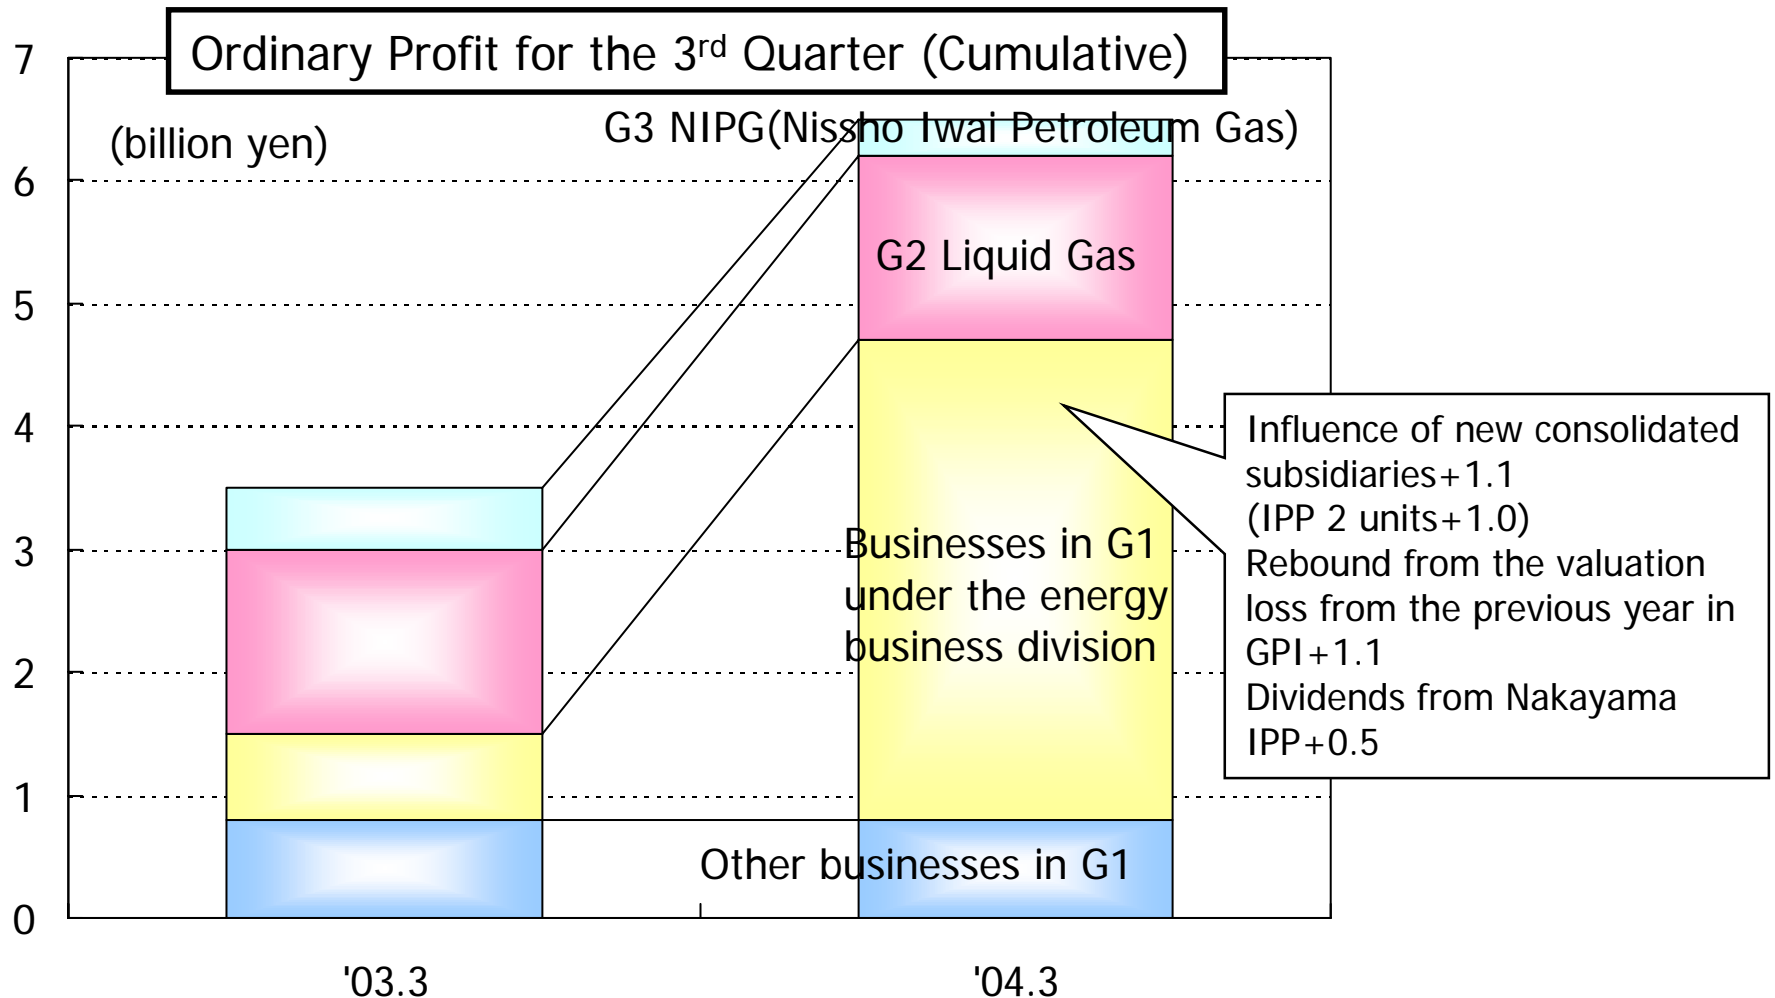 Ordinary Profit for the 3rd Quarter (Cumulative)
(billion yen)
7
6
5
4
3
2
1
0
G3 NIPG(Nissho Iwai Petroleum Gas)
G2 Liquid Gas
Businesses in G1
under the energy
business division
Other businesses in G1
Influence of new consolidated
subsidiaries+1.1
(IPP 2 units+1.0)
Rebound from the valuation
loss from the previous year in
GPI+1.1
Dividends from Nakayama
IPP+0.5
'03.3
'04.3